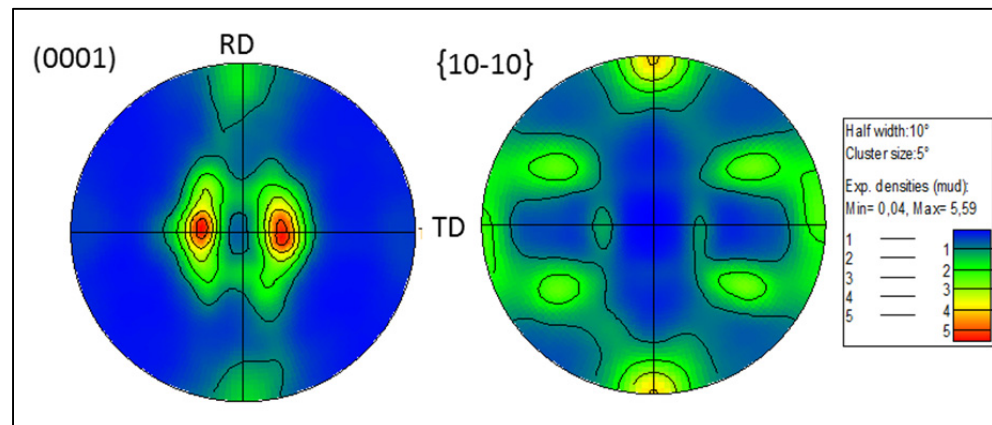 (0001)
RD
{10-10}
TD
Half width:10°
Cluster size:5°
Exp. densities (mud):
Min= 0,04, Max= 5,59
1
2
3
4
5
1
2
3
4
5